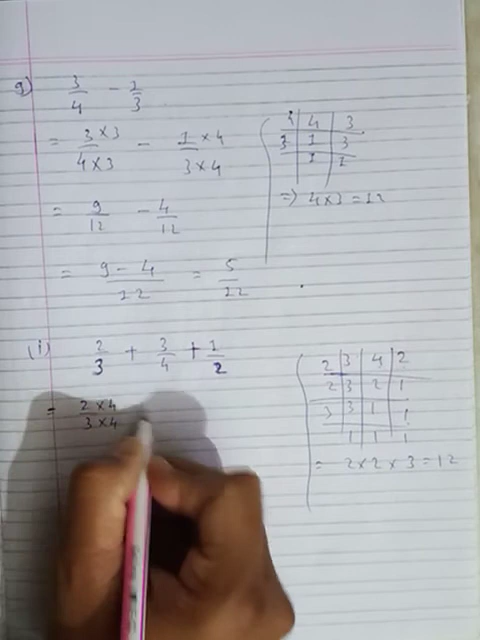 g) 3/4 - 1/3
= 3×3/4×3 - 1×4/3×4
= 9/12 - 4/12
= 9-4/12 = 5/12
4 | 4 | 3
3 | 1 | 3
1 | 1
=) 4×3=12
(i) 2/3 + 3/4 + 1/2
= 2×4/3×4
2 | 3 | 4 | 2
2 | 3 | 2 | 1
3 | 3 | 1 | 1
1 | 1 | 1
= 2×2×3=12